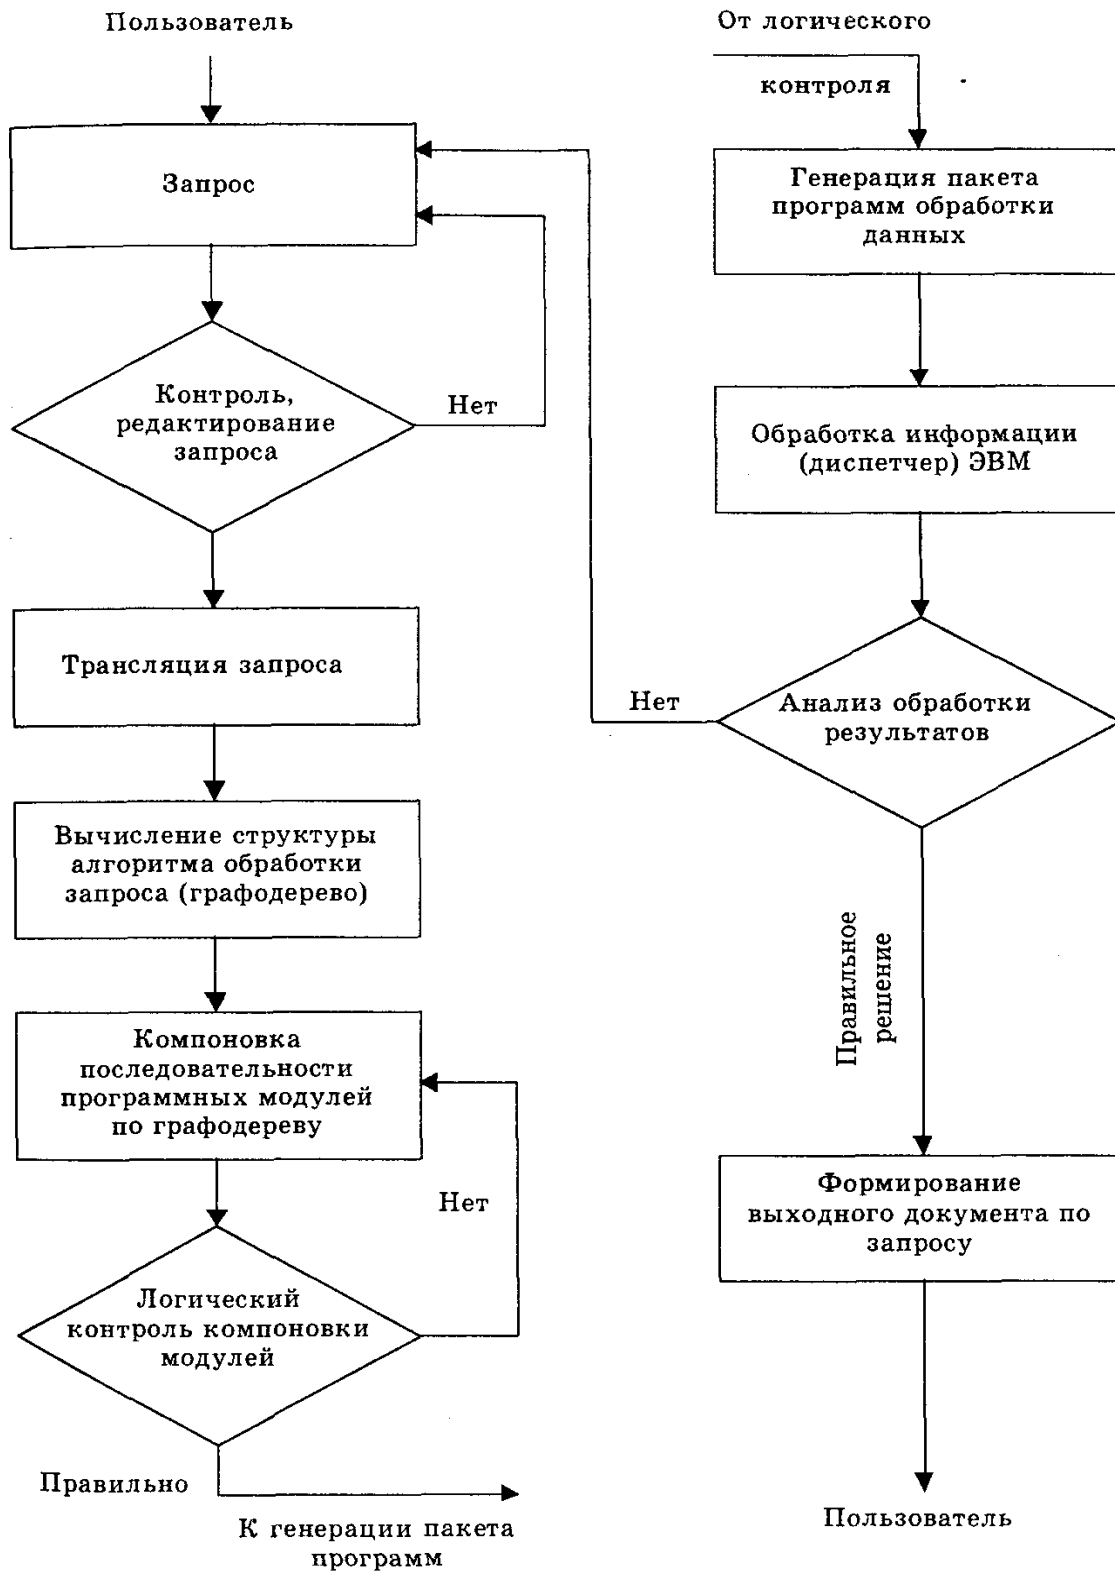 Пользователь
Запрос
Контроль,
редактирование
запроса
Нет
Трансляция запроса
Вычисление структуры
алгоритма обработки
запроса (графодерево)
Компоновка
последовательности
программных модулей
по графодереву
Нет
Логический
контроль компоновки
модулей
Правильно
К генерации пакета
программ
От логического
контроля
Генерация пакета
программ обработки
данных
Обработка информации
(диспетчер) ЭВМ
Нет
Анализ обработки
результатов
Правильное
решение
Формирование
выходного документа по
запросу
Пользователь